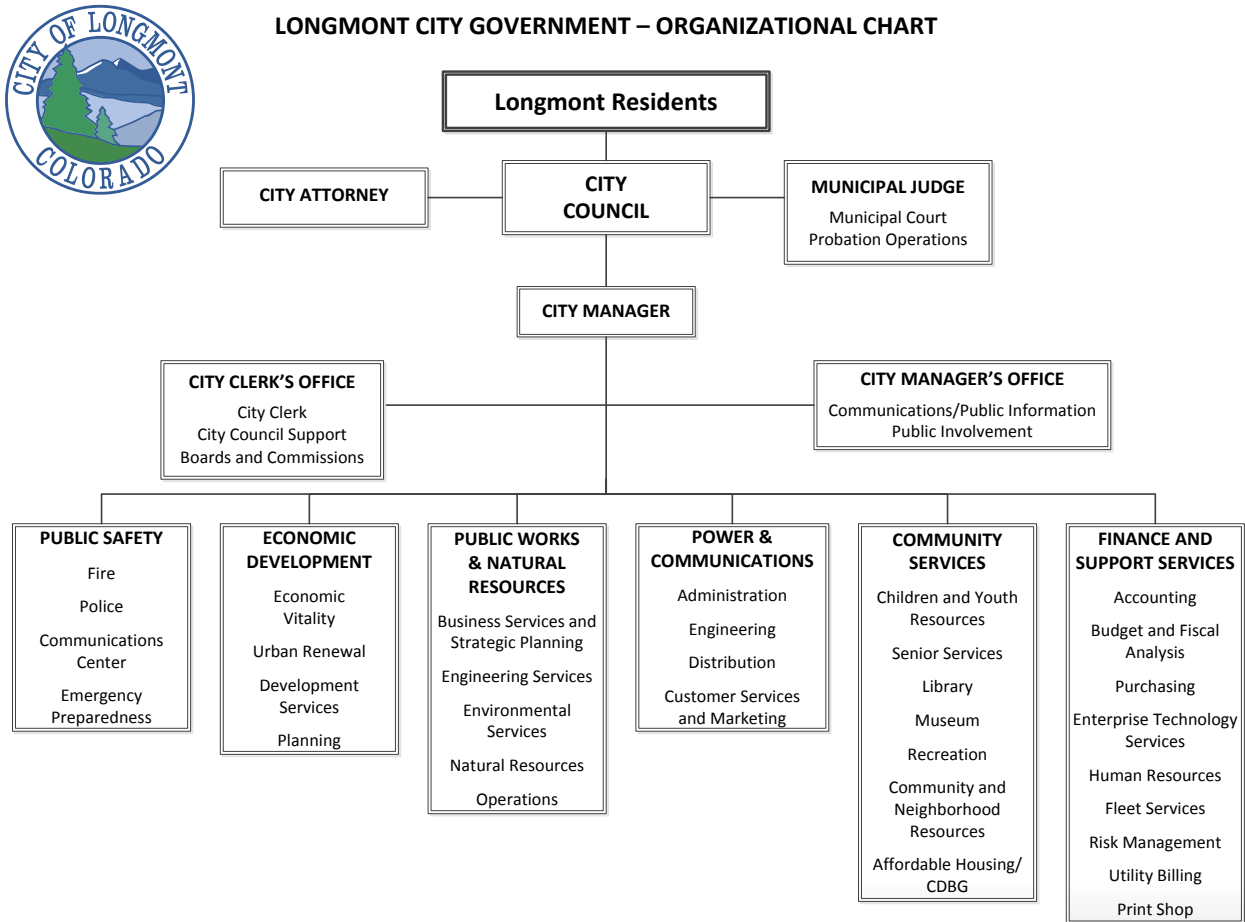 CITY OF LONGMONT
COLORADO
LONGMONT CITY GOVERNMENT – ORGANIZATIONAL CHART
Longmont Residents
CITY ATTORNEY
CITY
COUNCIL
MUNICIPAL JUDGE
Municipal Court
Probation Operations
CITY MANAGER
CITY CLERK'S OFFICE
City Clerk
City Council Support
Boards and Commissions
CITY MANAGER'S OFFICE
Communications/Public Information
Public Involvement
PUBLIC SAFETY
Fire
Police
Communications
Center
Emergency
Preparedness
ECONOMIC
DEVELOPMENT
Economic
Vitality
Urban Renewal
Development
Services
Planning
PUBLIC WORKS
& NATURAL
RESOURCES
Business Services and
Strategic Planning
Engineering Services
Environmental
Services
Natural Resources
Operations
POWER &
COMMUNICATIONS
Administration
Engineering
Distribution
Customer Services
and Marketing
COMMUNITY
SERVICES
Children and Youth
Resources
Senior Services
Library
Museum
Recreation
Community and
Neighborhood
Resources
Affordable Housing/
CDBG
FINANCE AND
SUPPORT SERVICES
Accounting
Budget and Fiscal
Analysis
Purchasing
Enterprise Technology
Services
Human Resources
Fleet Services
Risk Management
Utility Billing
Print Shop